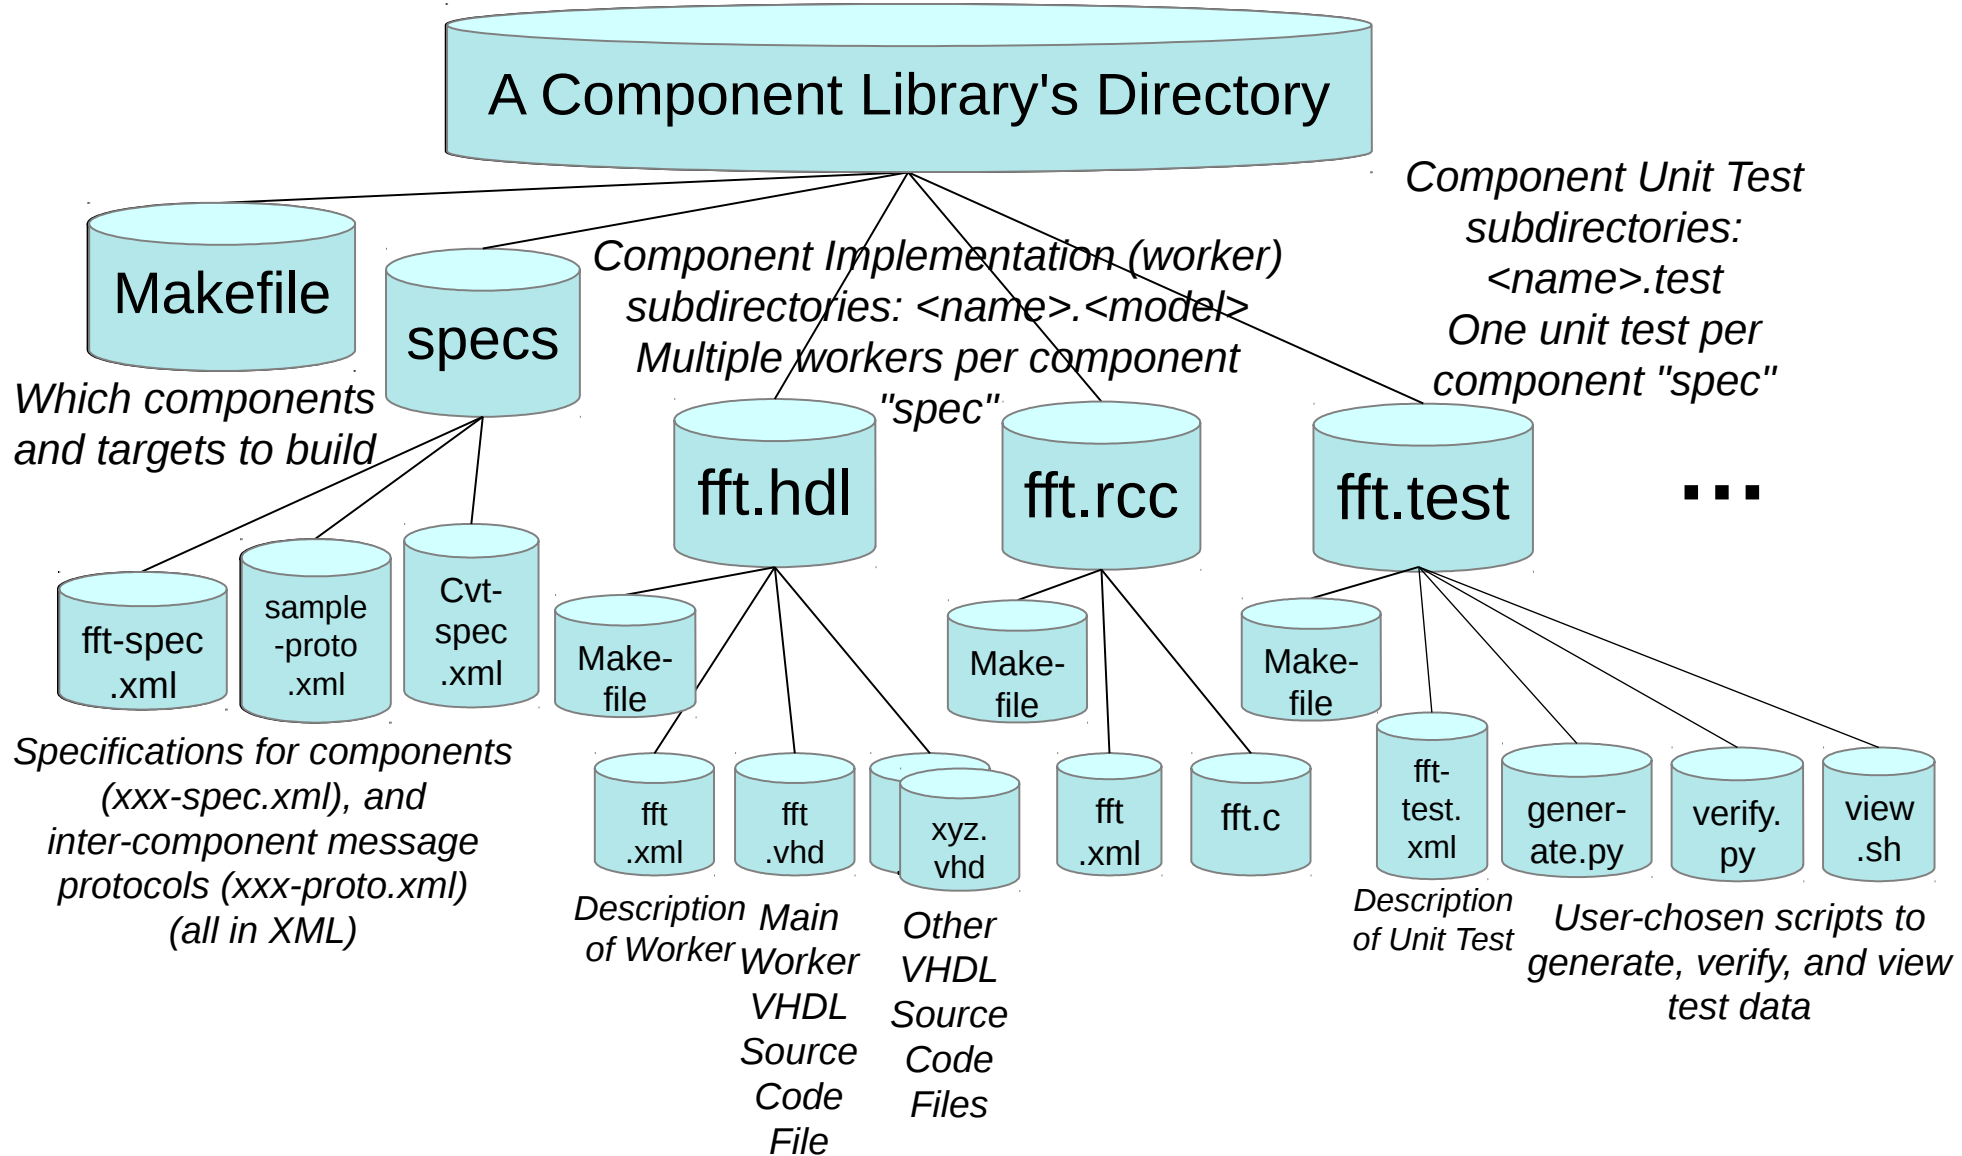 A Component Library's Directory
Component Unit Test
subdirectories:
<name>.test
One unit test per
component "spec"
Makefile
specs
Component Implementation (worker)
subdirectories: <name>.<model>
Multiple workers per component
"spec"
Which components
and targets to build
fft.hdl
fft.rcc
fft.test
...
fft-spec
.xml
sample
-proto
.xml
Cvt-
spec
.xml
Make-
file
Make-
file
Make-
file
Specifications for components
(xxx-spec.xml), and
inter-component message
protocols (xxx-proto.xml)
(all in XML)
fft
.xml
fft
.vhd
xyz.
vhd
fft
.xml
fft.c
fft-
test.
xml
gener-
ate.py
verify.
py
view
.sh
Description
of Worker
Main
Worker
VHDL
Source
Code
File
Other
VHDL
Source
Code
Files
Description
of Unit Test
User-chosen scripts to
generate, verify, and view
test data